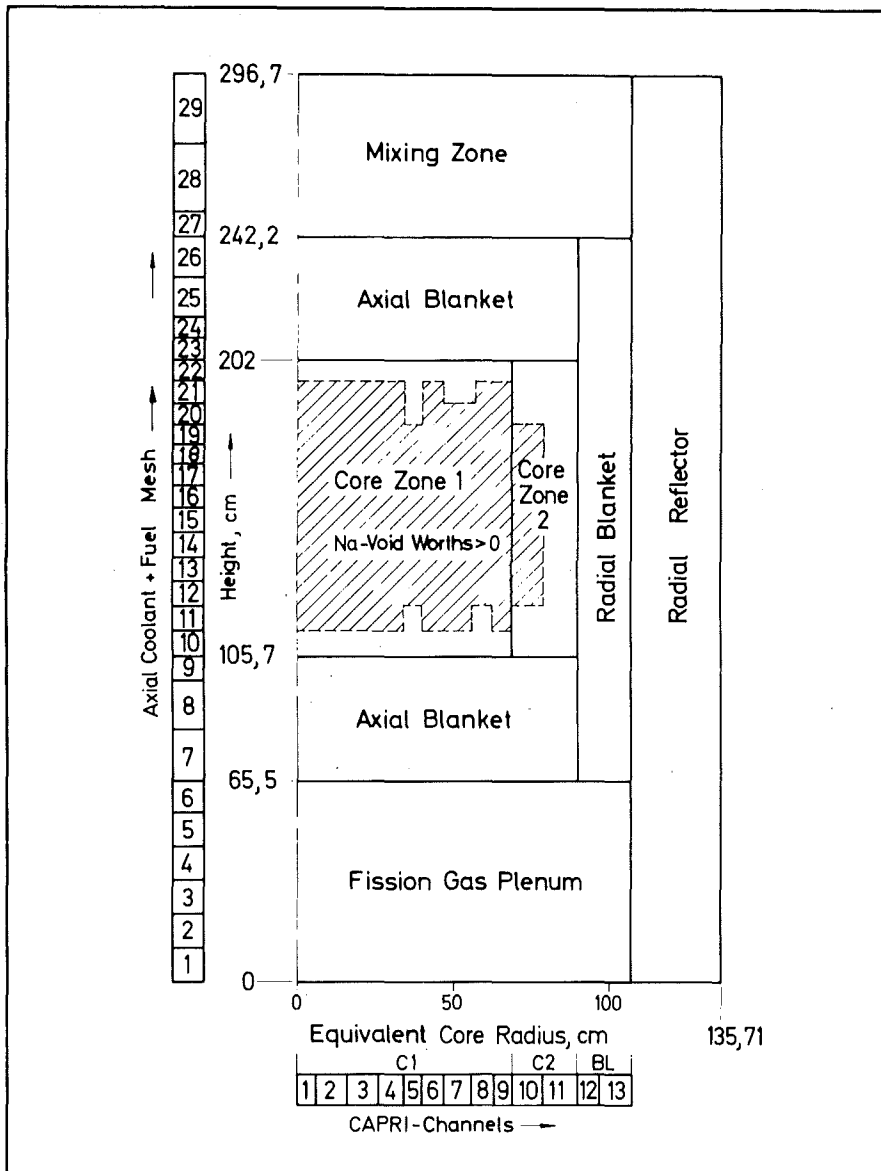 296,7
29
28
27
26
25
24
23
22
21
20
19
18
17
16
15
14
13
12
11
10
9
8
7
6
5
4
3
2
1
Axial Coolant + Fuel Mesh
Height, cm
Mixing Zone
242,2
Axial Blanket
202
Core Zone 1
Na-Void Worths>0
Core
Zone
2
Radial Blanket
Radial Reflector
105,7
Axial Blanket
65,5
Fission Gas Plenum
0
0 50 100
Equivalent Core Radius, cm 135,71
C1 C2 BL
1 2 3 4 5 6 7 8 9 10 11 12 13
CAPRI-Channels